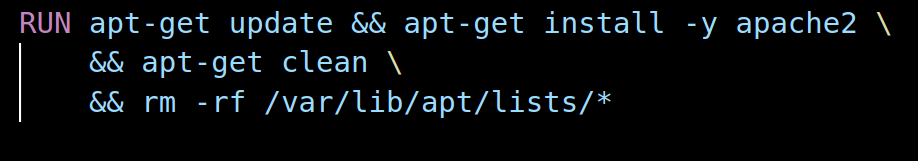 RUN apt-get update && apt-get install -y apache2 \
    && apt-get clean \
    && rm -rf /var/lib/apt/lists/*